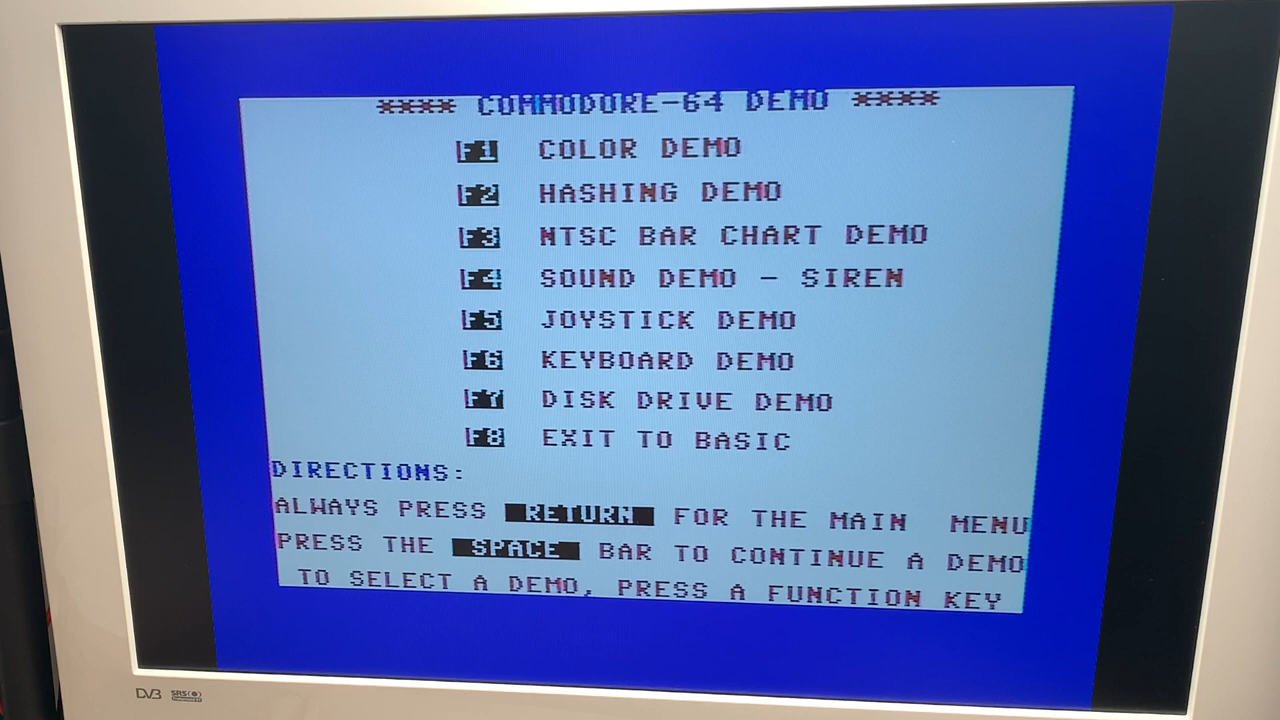 **** COMMODORE-64 DEMO ****
F1 COLOR DEMO
F2 HASHING DEMO
F3 NTSC BAR CHART DEMO
F4 SOUND DEMO - SIREN
F5 JOYSTICK DEMO
F6 KEYBOARD DEMO
F7 DISK DRIVE DEMO
F8 EXIT TO BASIC
DIRECTIONS:
ALWAYS PRESS RETURN FOR THE MAIN MENU
PRESS THE SPACE BAR TO CONTINUE A DEMO
TO SELECT A DEMO, PRESS A FUNCTION KEY
DVB SRS